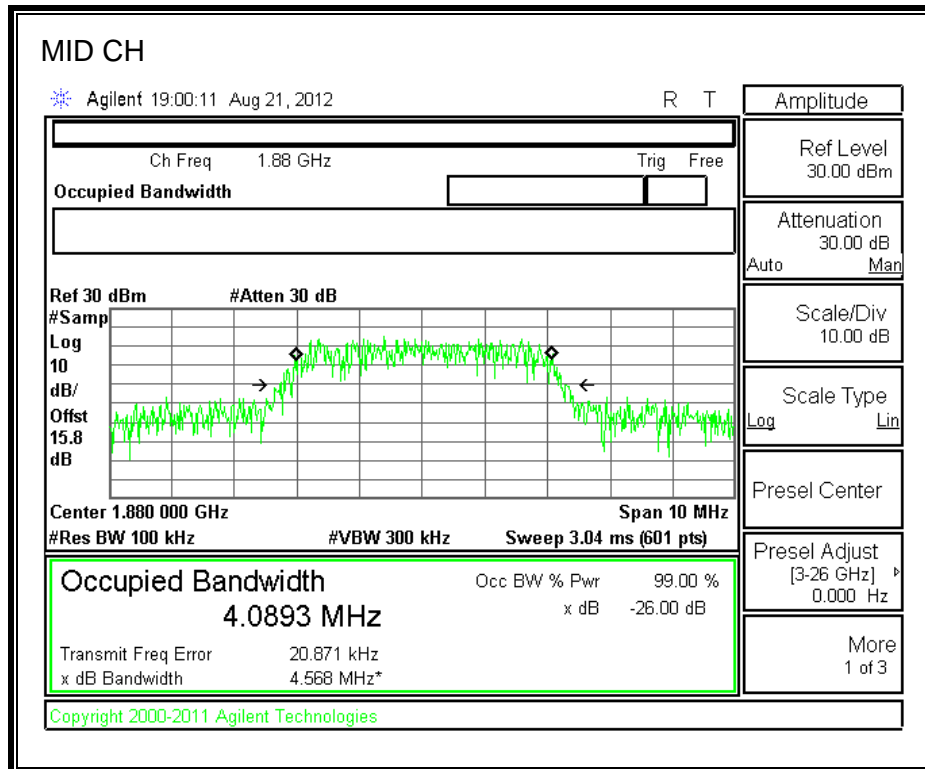 MID CH
Agilent 19:00:11 Aug 21, 2012 R T
Ch Freq 1.88 GHz Trig Free
Occupied Bandwidth
Ref 30 dBm #Atten 30 dB
#Samp
Log
10
dB/
Offst
15.8
dB
Center 1.880 000 GHz Span 10 MHz
#Res BW 100 kHz #VBW 300 kHz Sweep 3.04 ms (601 pts)
Occupied Bandwidth Occ BW % Pwr 99.00 %
4.0893 MHz x dB -26.00 dB
Transmit Freq Error 20.871 kHz
x dB Bandwidth 4.568 MHz*
Copyright 2000-2011 Agilent Technologies
Amplitude
Ref Level
30.00 dBm
Attenuation
30.00 dB
Auto Man
Scale/Div
10.00 dB
Scale Type
Log Lin
Presel Center
Presel Adjust
[3-26 GHz]
0.000 Hz
More
1 of 3